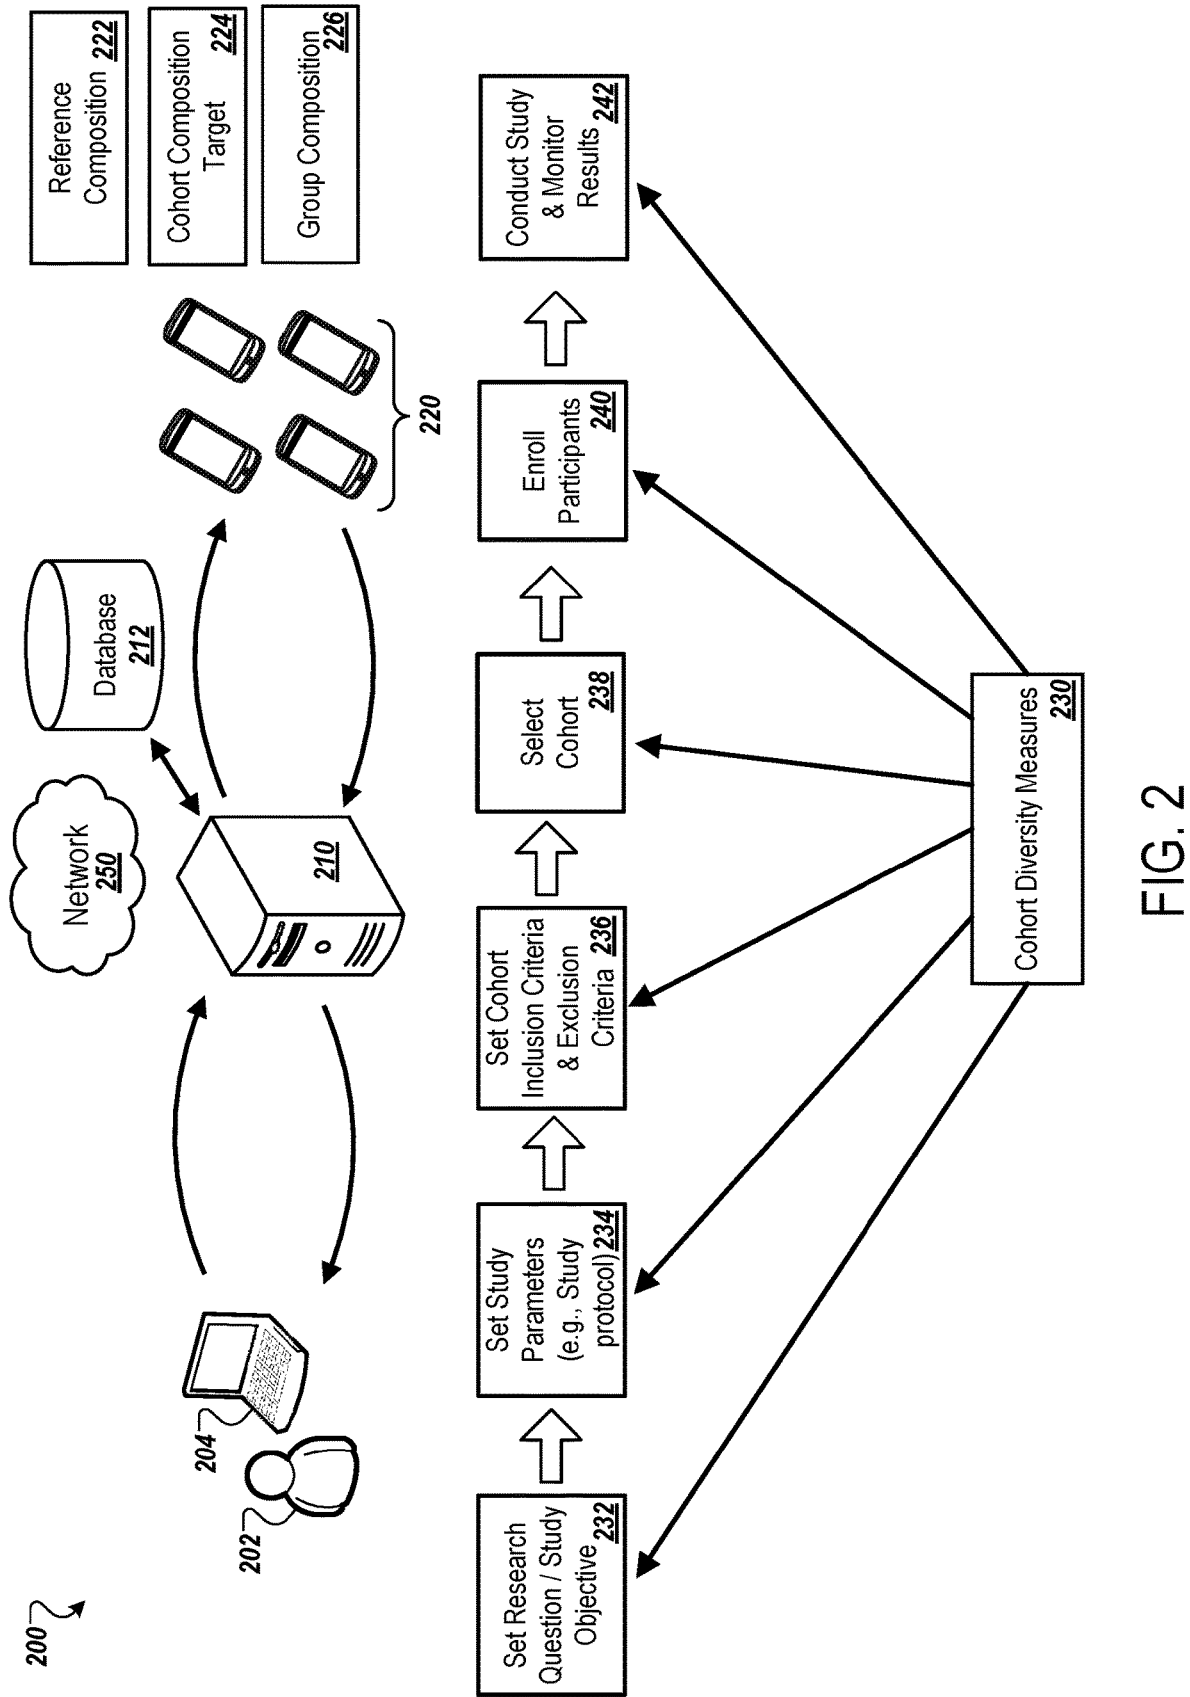 200
Network
250
Database
212
Reference
Composition 222
Cohort Composition
Target 224
Group Composition
226
204
202
210
220
Set Research
Question / Study
Objective 232
Set Study
Parameters
(e.g., Study
protocol) 234
Set Cohort
Inclusion Criteria
& Exclusion
Criteria 236
Select
Cohort
238
Enroll
Participants
240
Conduct Study
& Monitor
Results 242
Cohort Diversity Measures
230
FIG. 2